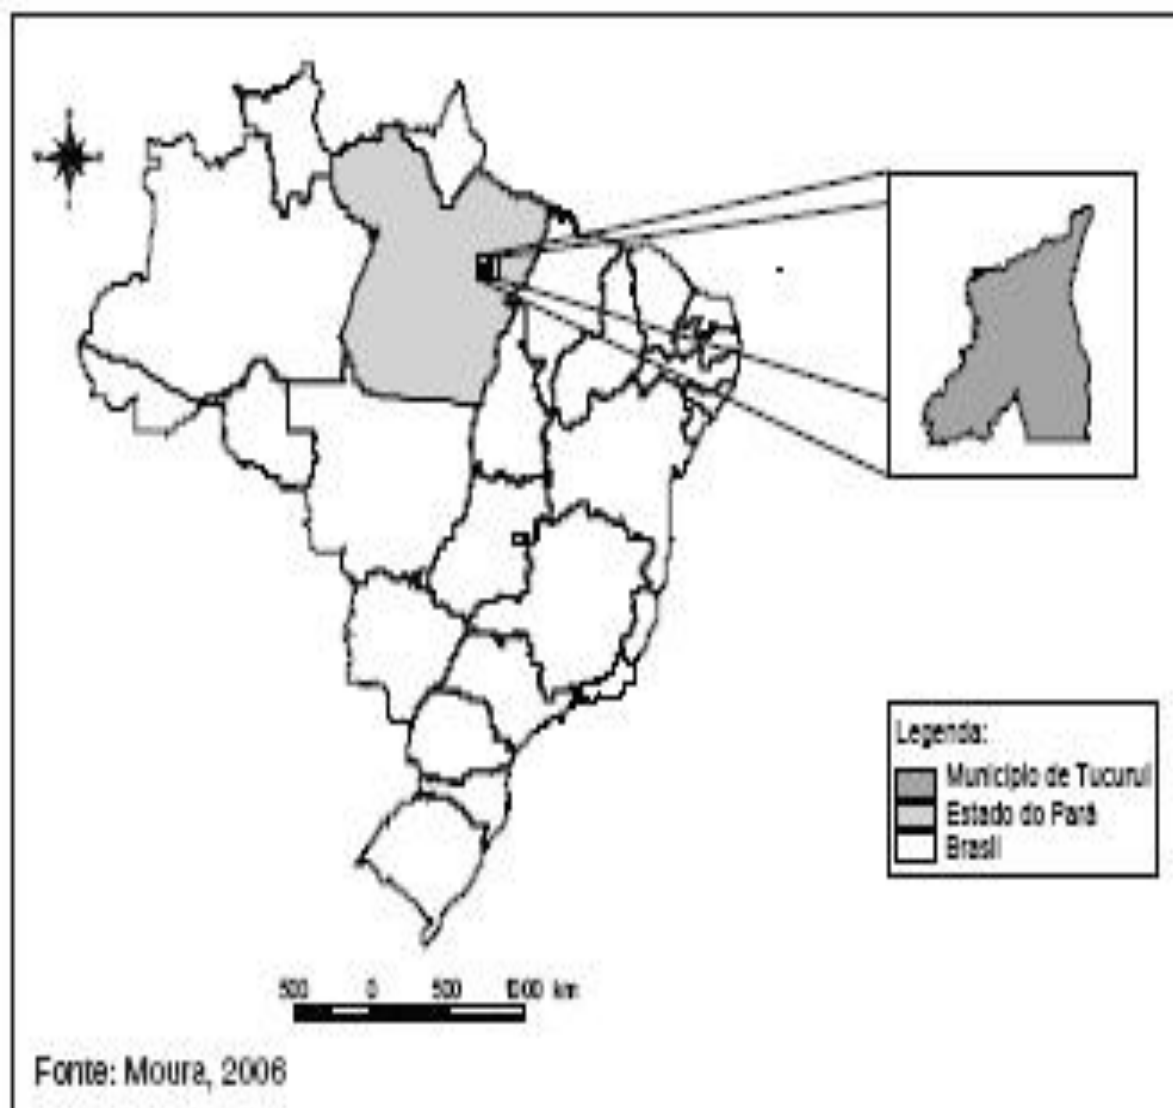 Legenda:
Município de Tucuruí
Estado do Pará
Brasil
500 0 500 1000 km
Fonte: Moura, 2006